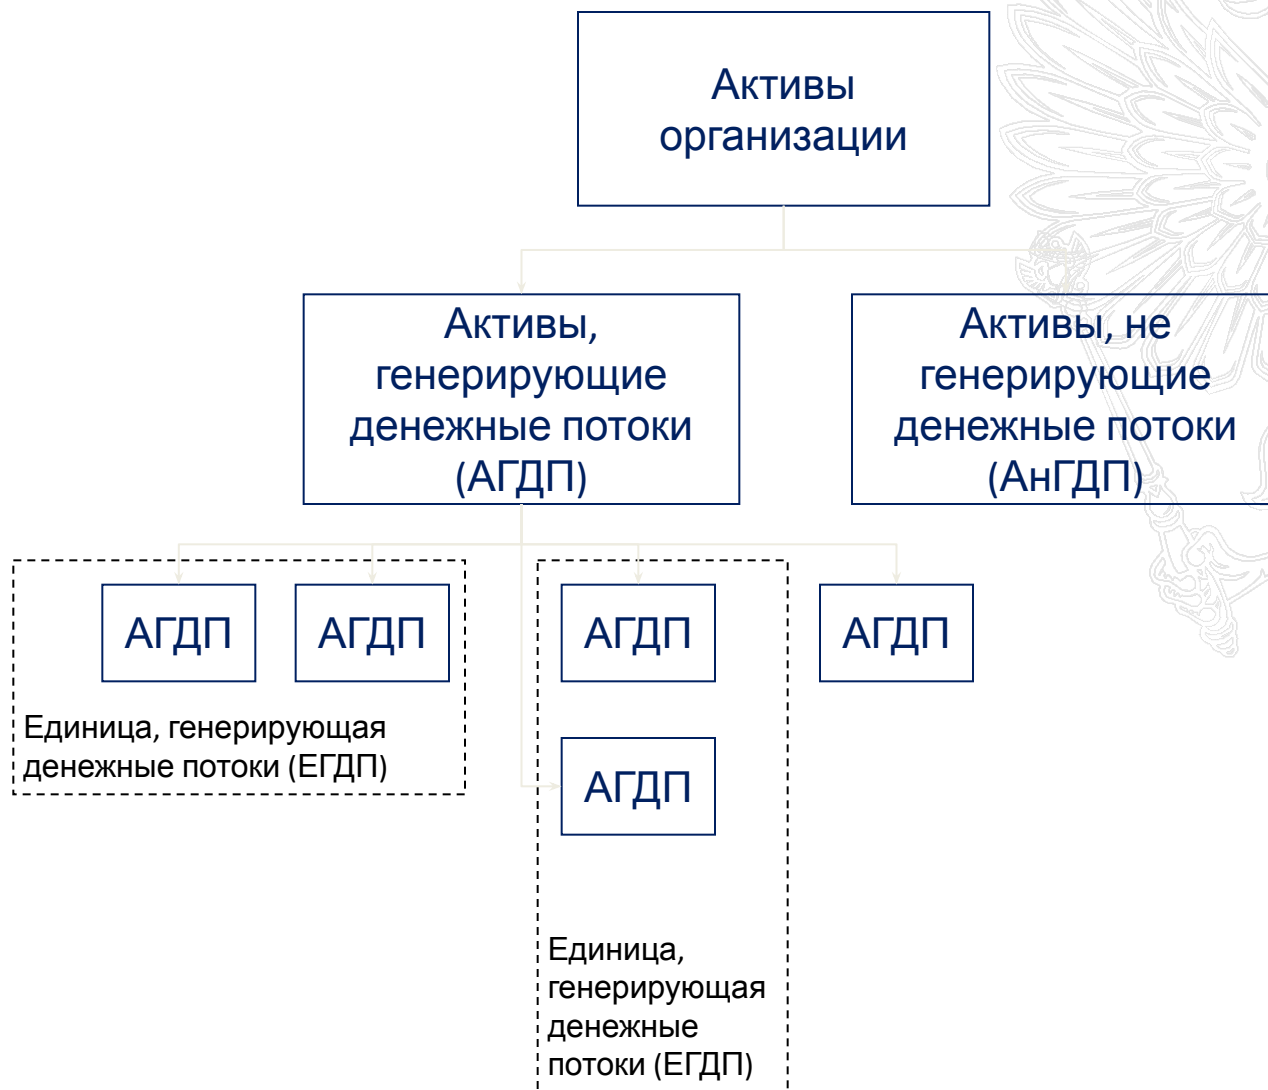 Активы
организации
Активы,
генерирующие
денежные потоки
(АГДП)
Активы, не
генерирующие
денежные потоки
(АнГДП)
АГДП
АГДП
АГДП
АГДП
Единица, генерирующая
денежные потоки (ЕГДП)
АГДП
Единица,
генерирующая
денежные
потоки (ЕГДП)